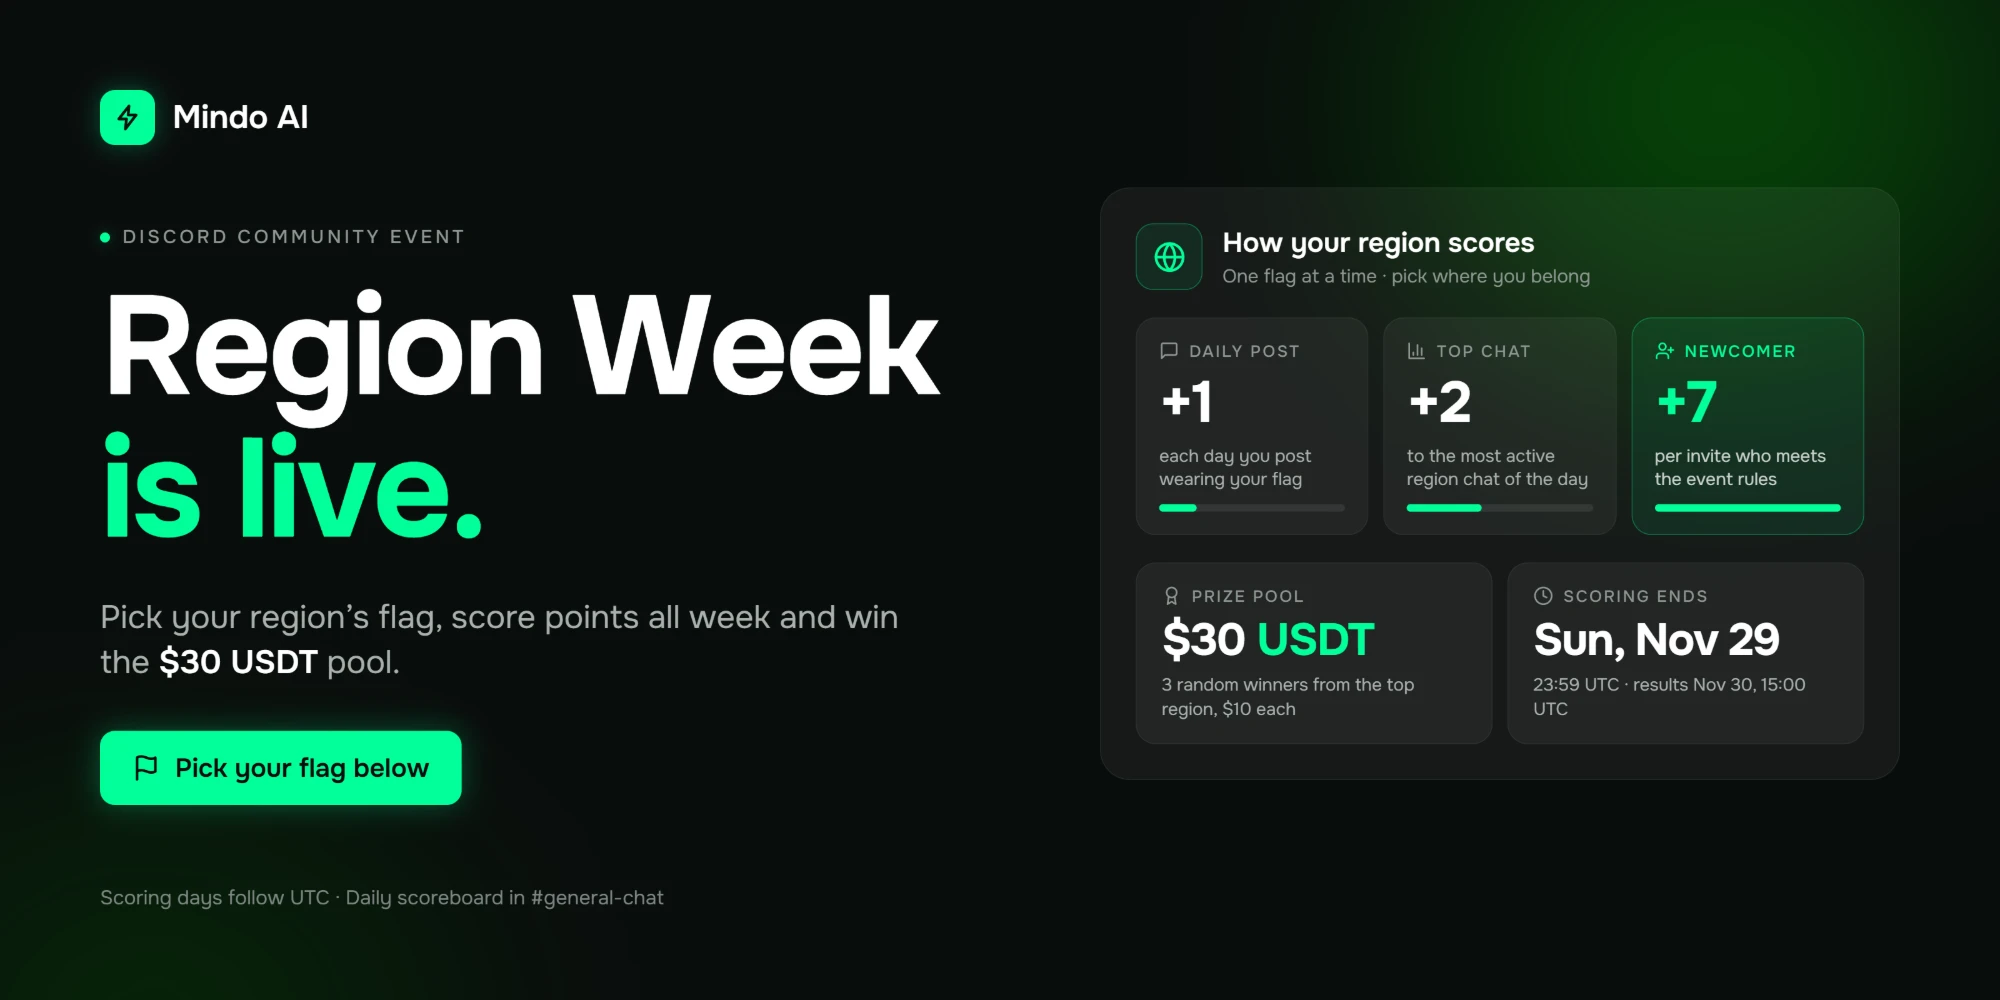 Mindo AI
DISCORD COMMUNITY EVENT
Region Week
is live.
Pick your region’s flag, score points all week and win
the $30 USDT pool.
Pick your flag below
Scoring days follow UTC · Daily scoreboard in #general-chat
How your region scores
One flag at a time · pick where you belong
DAILY POST
+1
each day you post
wearing your flag
TOP CHAT
+2
to the most active
region chat of the day
NEWCOMER
+7
per invite who meets
the event rules
PRIZE POOL
$30 USDT
3 random winners from the top
region, $10 each
SCORING ENDS
Sun, Nov 29
23:59 UTC · results Nov 30, 15:00
UTC